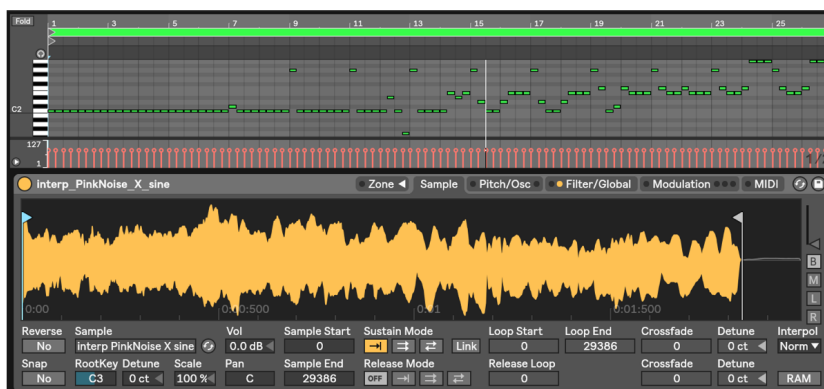 Fold
1 3 5 7 9 11 13 15 17 19 21 23 25
C2
127
1
1/
interp_PinkNoise_X_sine Zone Sample Pitch/Osc Filter/Global Modulation MIDI
B
M
L
R
0:00 0:00:500 0:01 0:01:500
Reverse Sample Vol Sample Start Sustain Mode Loop Start Loop End Crossfade Detune Interpol
No interp PinkNoise X sine 0.0 dB 0 Link 0 29386 0 0 ct Norm
Snap RootKey Detune Scale Pan Sample End Release Mode Release Loop Crossfade Detune
No C3 0 ct 100 % C 29386 OFF 0 0 0 ct RAM